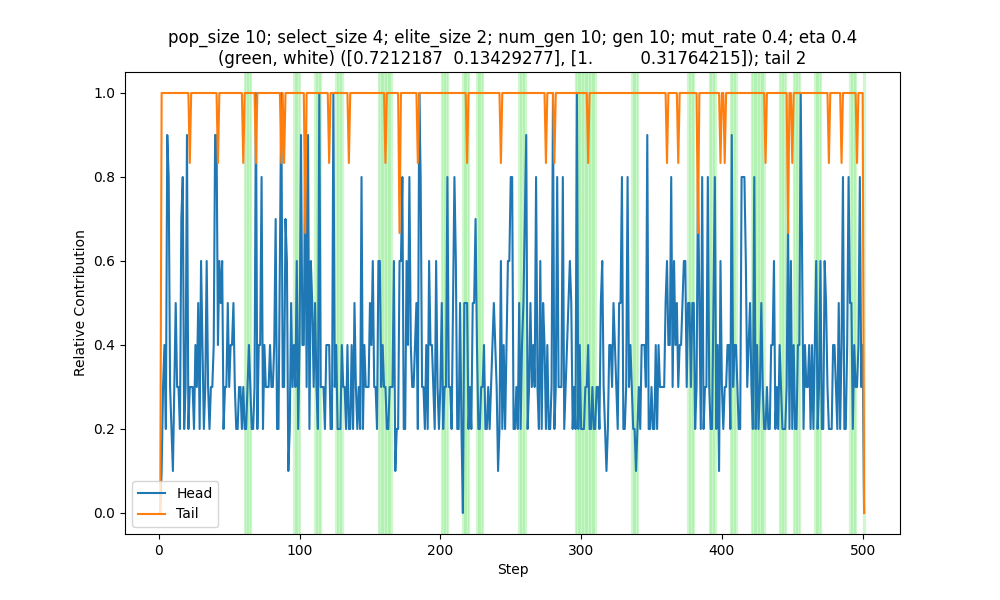 pop_size 10; select_size 4; elite_size 2; num_gen 10; gen 10; mut_rate 0.4; eta 0.4
(green, white) ([0.7212187  0.13429277], [1.         0.31764215]); tail 2
Relative Contribution
1.0
0.8
0.6
0.4
0.2
0.0
Head
Tail
0 100 200 300 400 500
Step